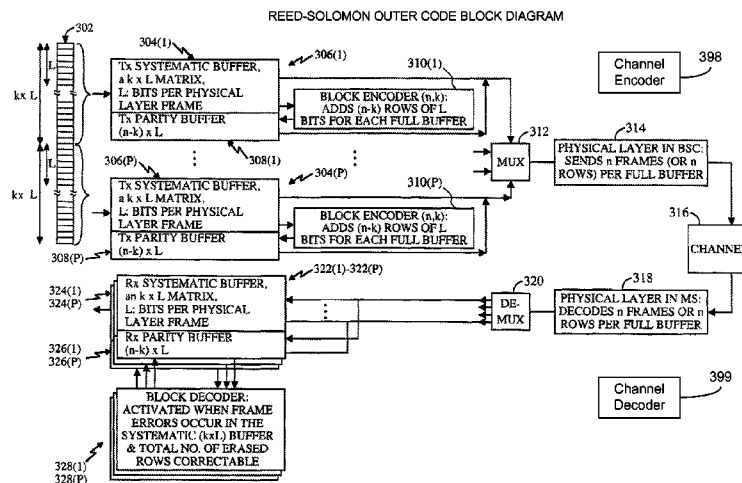 REED-SOLOMON OUTER CODE BLOCK DIAGRAM
302
304(1)
306(1)
310(1)
398
Channel
Encoder
L
k x L
Tx SYSTEMATIC BUFFER,
a k x L MATRIX,
L: BITS PER PHYSICAL
LAYER FRAME
Tx PARITY BUFFER
(n-k) x L
BLOCK ENCODER (n,k):
ADDS (n-k) ROWS OF L
BITS FOR EACH FULL BUFFER
308(1)
312
MUX
314
PHYSICAL LAYER IN BSC:
SENDS n FRAMES (OR n
ROWS) PER FULL BUFFER
306(P)
304(P)
310(P)
L
k x L
Tx SYSTEMATIC BUFFER,
a k x L MATRIX,
L: BITS PER PHYSICAL
LAYER FRAME
Tx PARITY BUFFER
(n-k) x L
BLOCK ENCODER (n,k):
ADDS (n-k) ROWS OF L
BITS FOR EACH FULL BUFFER
308(P)
316
CHANNEL
322(1)-322(P)
324(1)
324(P)
Rx SYSTEMATIC BUFFER,
an k x L MATRIX,
L: BITS PER PHYSICAL
LAYER FRAME
Rx PARITY BUFFER
(n-k) x L
326(1)
326(P)
320
DE-
MUX
318
PHYSICAL LAYER IN MS:
DECODES n FRAMES OR n
ROWS PER FULL BUFFER
BLOCK DECODER:
ACTIVATED WHEN FRAME
ERRORS OCCUR IN THE
SYSTEMATIC (kxL) BUFFER
& TOTAL NO. OF ERASED
ROWS CORRECTABLE
328(1)
328(P)
Channel
Decoder
399